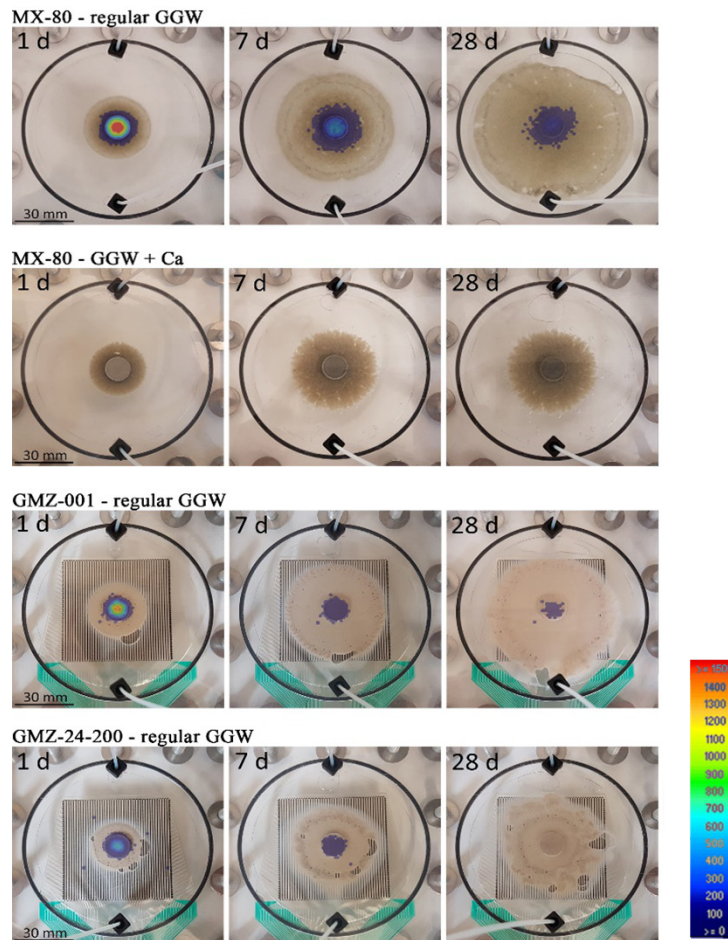 MX-80 - regular GGW
1 d
7 d
28 d
30 mm
MX-80 - GGW + Ca
1 d
7 d
28 d
30 mm
GMZ-001 - regular GGW
1 d
7 d
28 d
30 mm
GMZ-24-200 - regular GGW
1 d
7 d
28 d
30 mm
1400
1300
1200
1100
1000
900
800
700
600
500
400
300
200
100
>= 0